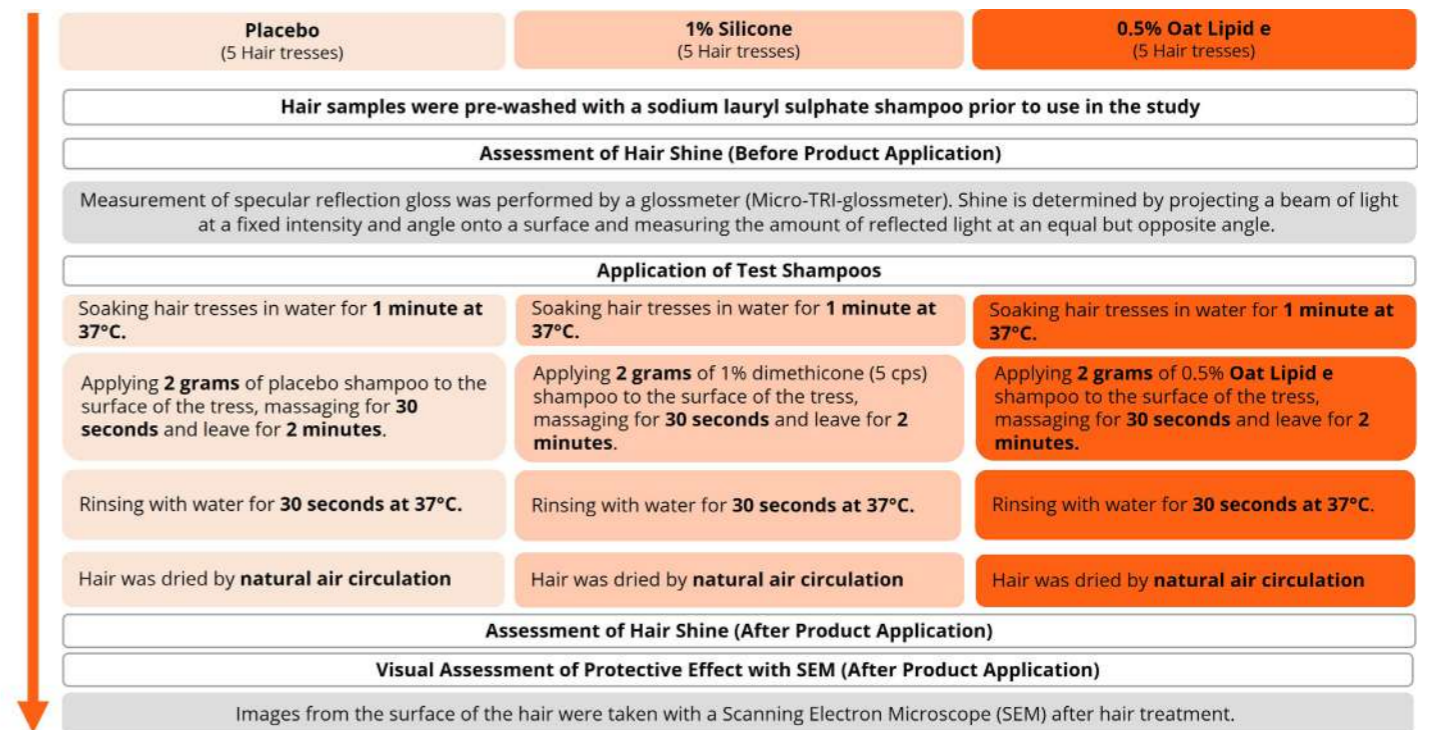 Placebo
(5 Hair tresses)
1% Silicone
(5 Hair tresses)
0.5% Oat Lipid e
(5 Hair tresses)
Hair samples were pre-washed with a sodium lauryl sulphate shampoo prior to use in the study
Assessment of Hair Shine (Before Product Application)
Measurement of specular reflection gloss was performed by a glossmeter (Micro-TRI-glossmeter). Shine is determined by projecting a beam of light
at a fixed intensity and angle onto a surface and measuring the amount of reflected light at an equal but opposite angle.
Application of Test Shampoos
Soaking hair tresses in water for 1 minute at
37°C.
Soaking hair tresses in water for 1 minute at
37°C.
Soaking hair tresses in water for 1 minute at
37°C.
Applying 2 grams of placebo shampoo to the
surface of the tress, massaging for 30
seconds and leave for 2 minutes.
Applying 2 grams of 1% dimethicone (5 cps)
shampoo to the surface of the tress,
massaging for 30 seconds and leave for 2
minutes.
Applying 2 grams of 0.5% Oat Lipid e
shampoo to the surface of the tress,
massaging for 30 seconds and leave for 2
minutes.
Rinsing with water for 30 seconds at 37°C.
Rinsing with water for 30 seconds at 37°C.
Rinsing with water for 30 seconds at 37°C.
Hair was dried by natural air circulation
Hair was dried by natural air circulation
Hair was dried by natural air circulation
Assessment of Hair Shine (After Product Application)
Visual Assessment of Protective Effect with SEM (After Product Application)
Images from the surface of the hair were taken with a Scanning Electron Microscope (SEM) after hair treatment.